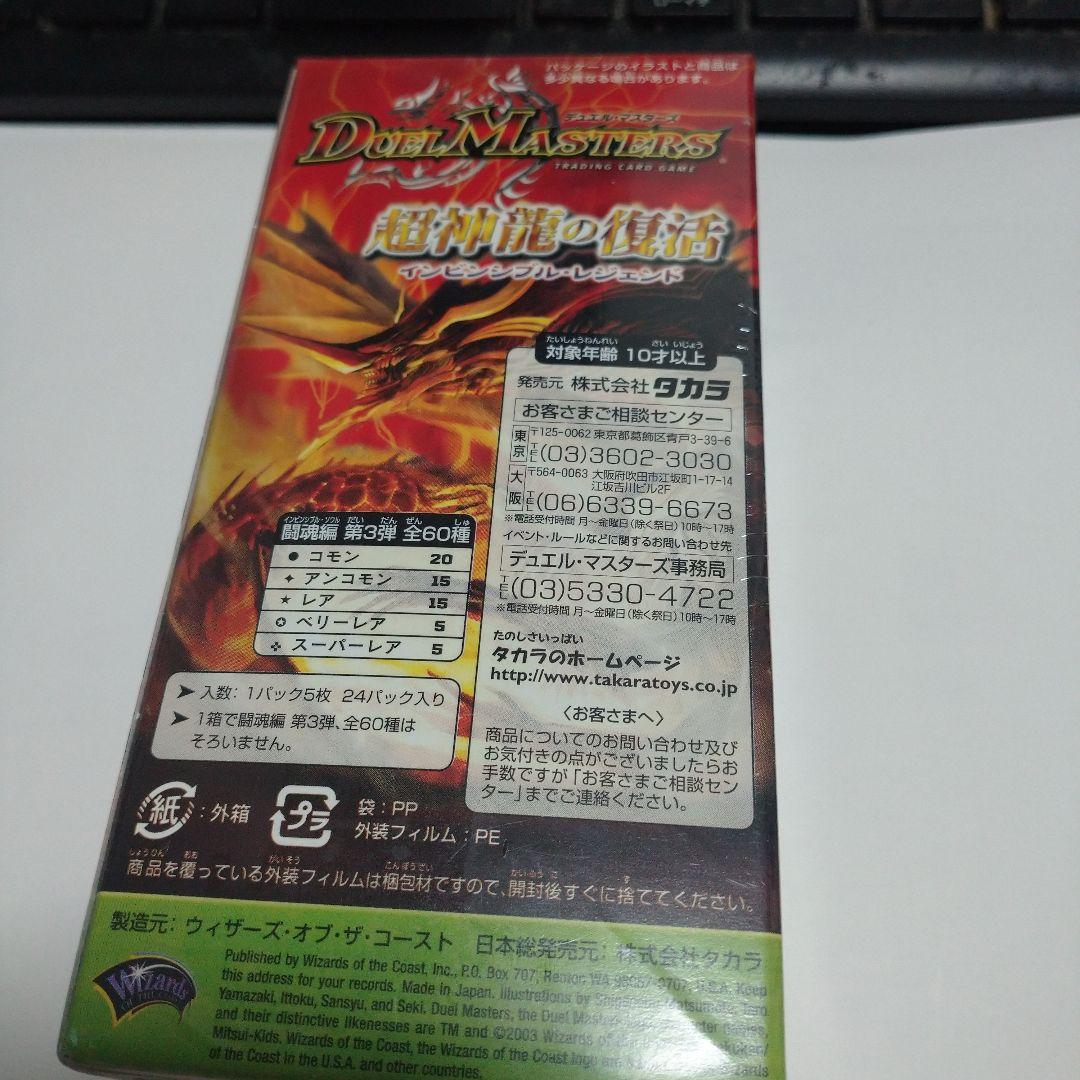 パッケージのイラストと商品は
多少異なる場合があります。
デュエル・マスターズ
DUEL MASTERS
TRADING CARD GAME
超神龍の復活
インビンシブル・レジェンド
たいしょうねんれい さい いじょう
対象年齢 10才以上
発売元 株式会社タカラ
お客さまご相談センター
東京 〒125-0062 東京都葛飾区青戸3-39-6
TEL (03)3602-3030
大阪 〒564-0063 大阪府吹田市江坂町1-17-14
江坂吉川ビル2F
TEL (06)6339-6673
※電話受付時間 月〜金曜日(除く祭日)10時〜17時
イベント・ルールなどに関するお問い合わせ先
デュエル・マスターズ事務局
TEL (03)5330-4722
※電話受付時間 月〜金曜日(除く祭日)10時〜17時
たのしさいっぱい
タカラのホームページ
http://www.takaratoys.co.jp
〈お客さまへ〉
商品についてのお問い合わせ及び
お気付きの点がございましたらお
手数ですが「お客さまご相談セン
ター」までご連絡ください。
インビンシブル・ソウル だい だん ぜん しゅ
闘魂編 第3弾 全60種
● コモン 20
✦ アンコモン 15
★ レア 15
✪ ベリーレア 5
スーパーレア 5
➤ 入数: 1パック5枚 24パック入り
➤ 1箱で闘魂編 第3弾、全60種は
そろいません。
紙 : 外箱
プラ 袋 : PP
外装フィルム : PE
しょうひん おお がいそう こんぽうざい かいふう ご す
商品を覆っている外装フィルムは梱包材ですので、開封後すぐに捨ててください。
製造元: ウィザーズ・オブ・ザ・コースト 日本総発売元: 株式会社タカラ
Wizards OF THE COAST
Published by Wizards of the Coast, Inc., P.O. Box 707, Renton WA 98057-0707, U.S.A. Keep
this address for your records. Made in Japan. Illustrations by Matsumoto,
Yamazaki, Ittoku, Sansyu, and Seki. Duel Masters, the Duel Masters
and their distinctive likenesses are TM and ©2003 Wizards of
Mitsui-Kids. Wizards of the Coast, the Wizards of the Coast logo are
of the Coast in the U.S.A. and other countries.